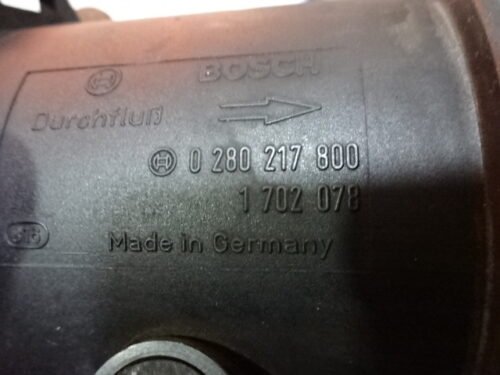 BOSCH
Durchfluß
0 280 217 800
1 702 078
Made in Germany